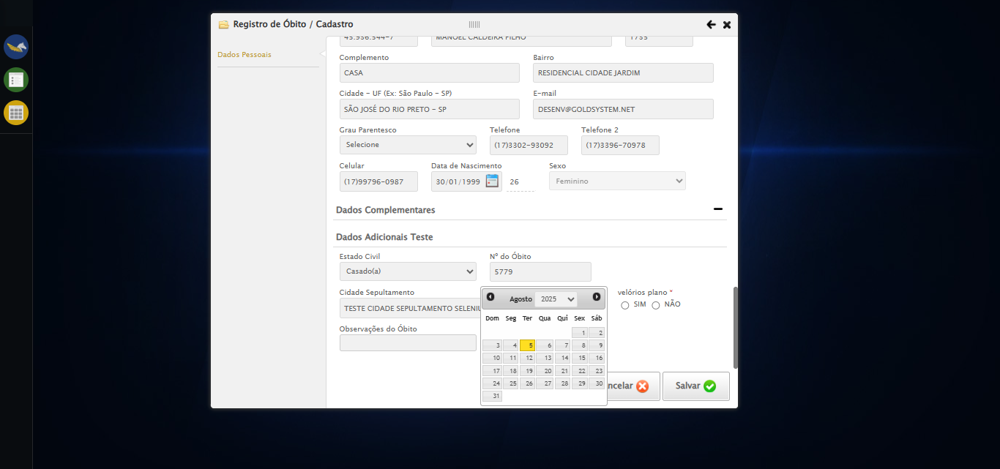 Registro de Óbito / Cadastro
Dados Pessoais
45.956.544-7 MANOEL CALDEIRA FILHO 1755
Complemento Bairro
CASA RESIDENCIAL CIDADE JARDIM
Cidade - UF (Ex: São Paulo - SP) E-mail
SÃO JOSÉ DO RIO PRETO - SP DESENV@GOLDSYSTEM.NET
Grau Parentesco Telefone Telefone 2
Selecione (17)3302-93092 (17)3396-70978
Celular Data de Nascimento Sexo
(17)99796-0987 30/01/1999 26 Feminino
Dados Complementares
Dados Adicionais Teste
Estado Civil Nº do Óbito
Casado(a) 5779
Cidade Sepultamento velórios plano *
TESTE CIDADE SEPULTAMENTO SELENIU SIM NÃO
Observações do Óbito
Agosto 2025
Dom Seg Ter Qua Qui Sex Sáb
1 2
3 4 5 6 7 8 9
10 11 12 13 14 15 16
17 18 19 20 21 22 23
24 25 26 27 28 29 30
31
ncelar Salvar